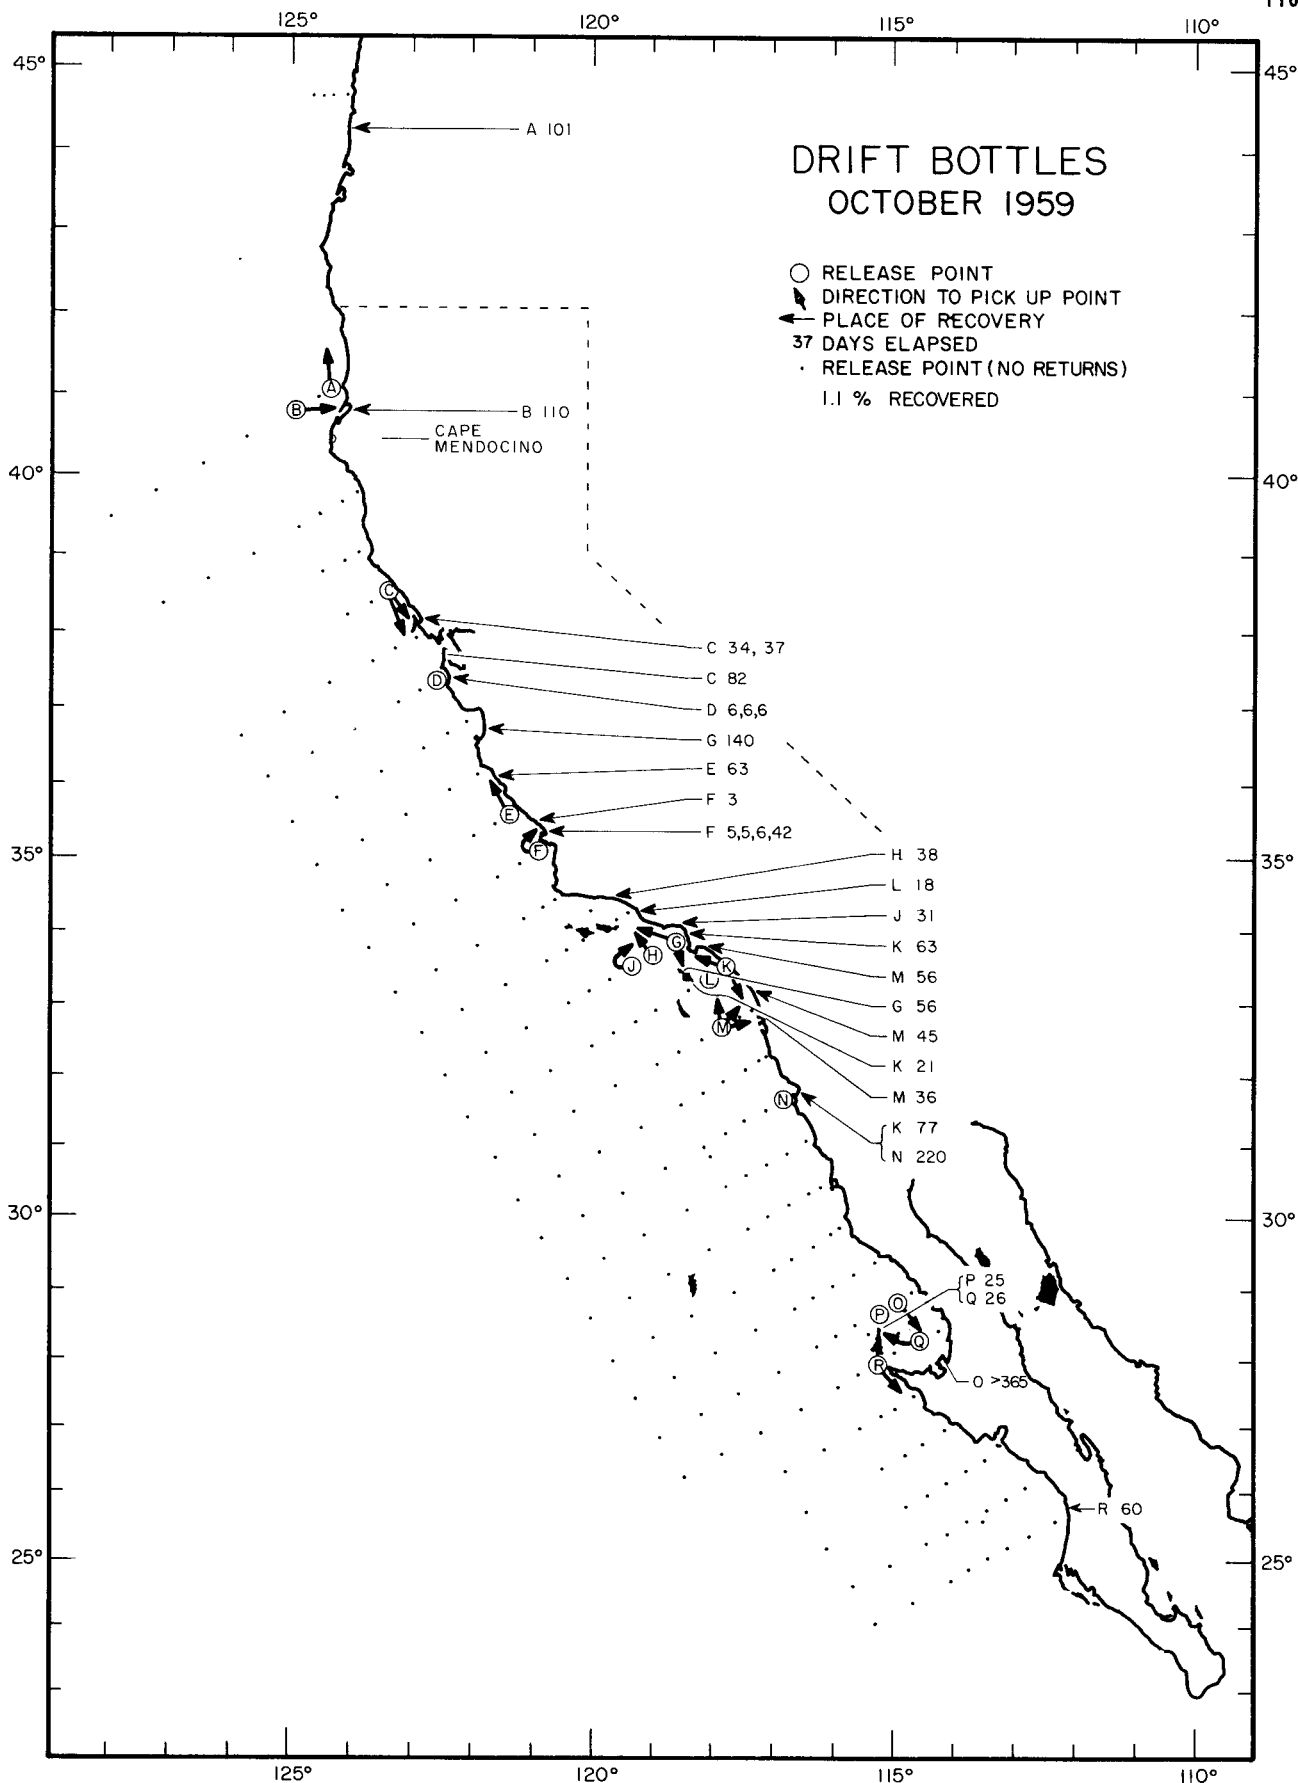 125° 120° 115° 110°
45° 45°
A 101
DRIFT BOTTLES
OCTOBER 1959
RELEASE POINT
DIRECTION TO PICK UP POINT
PLACE OF RECOVERY
37 DAYS ELAPSED
RELEASE POINT (NO RETURNS)
1.1 % RECOVERED
A
B
B 110
CAPE
MENDOCINO
40° 40°
C
C 34, 37
C 82
D
D 6,6,6
G 140
E 63
F 3
E
F 5,5,6,42
F
35° 35°
H 38
L 18
J 31
K 63
M 56
G 56
M 45
K 21
M 36
K 77
N 220
G
H
J
K
L
M
N
30° 30°
P 25
Q 26
O
P
Q
R
O >365
R 60
25° 25°
125° 120° 115° 110°